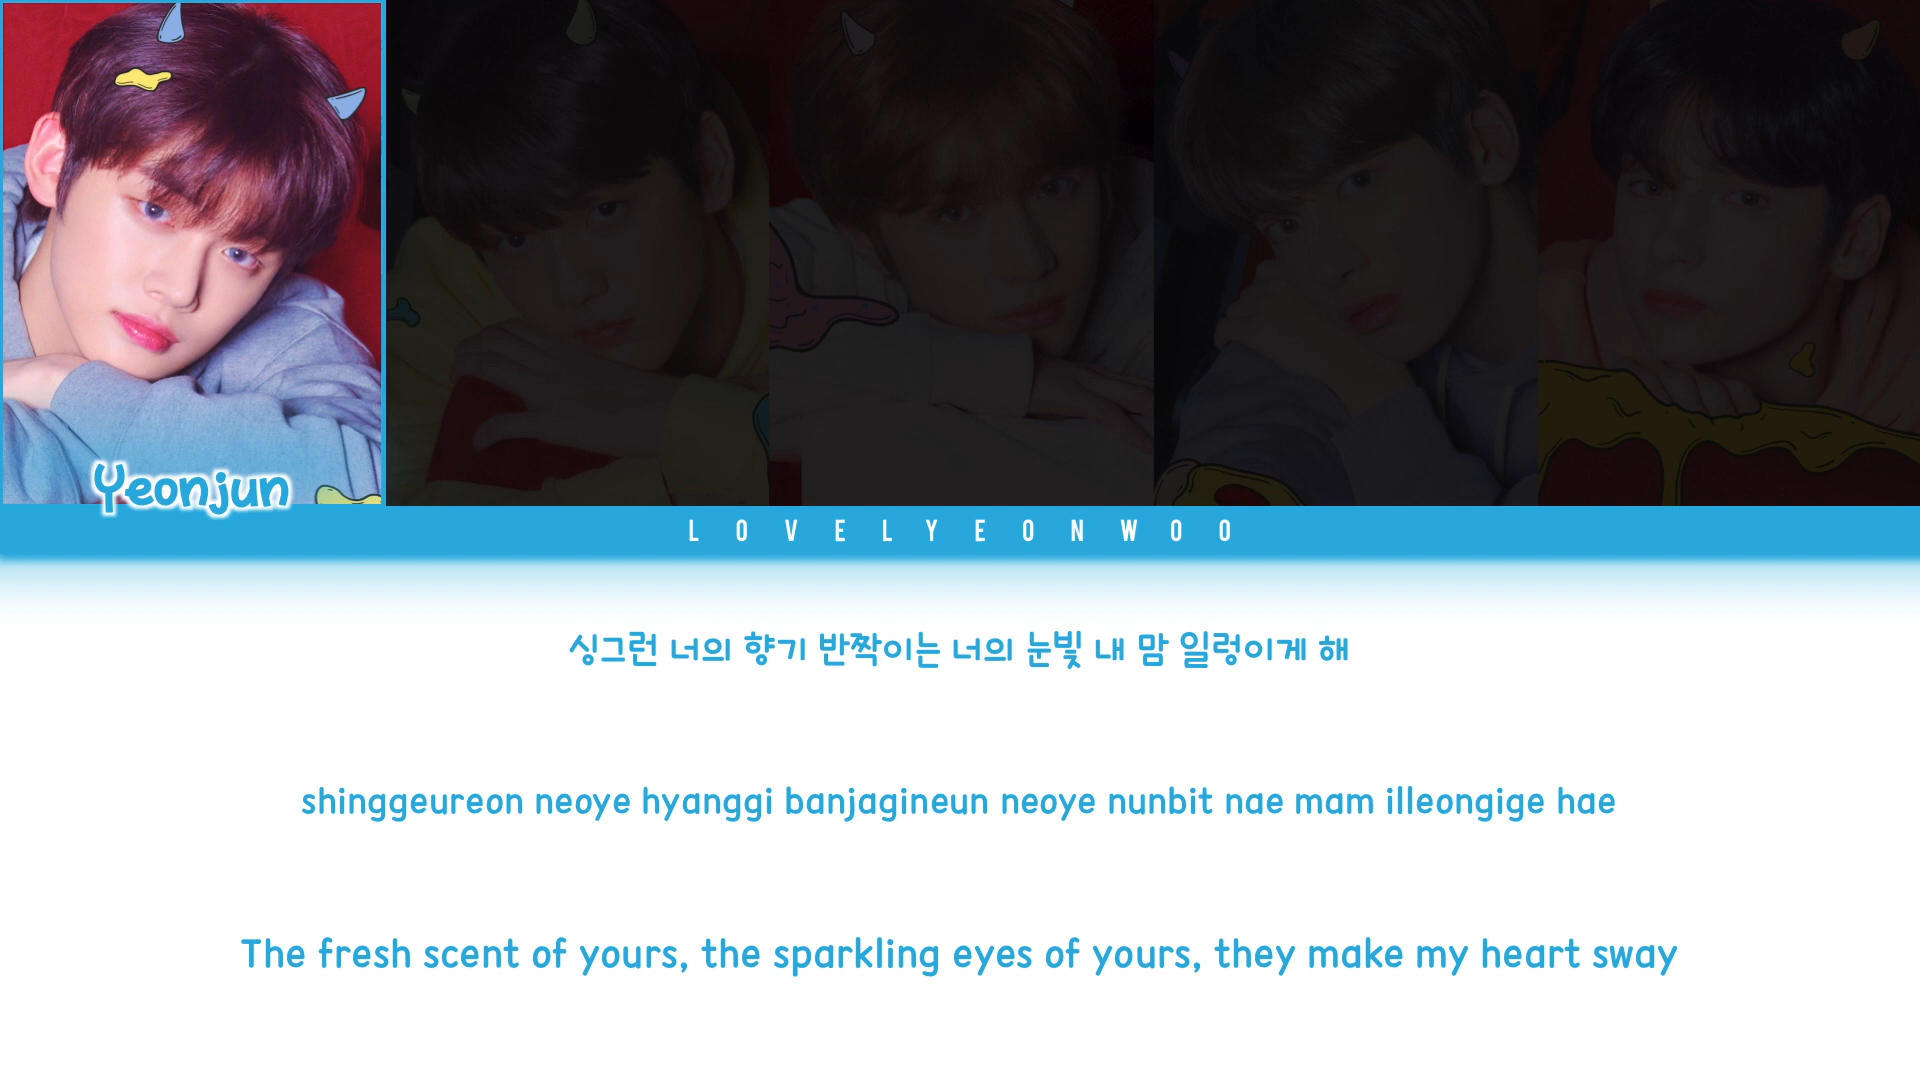 Yeonjun
LOVELYEONWOO
싱그런 너의 향기 반짝이는 너의 눈빛 내 맘 일렁이게 해
shinggeureon neoye hyanggi banjjagineun neoye nunbit nae mam illeongige hae
The fresh scent of yours, the sparkling eyes of yours, they make my heart sway